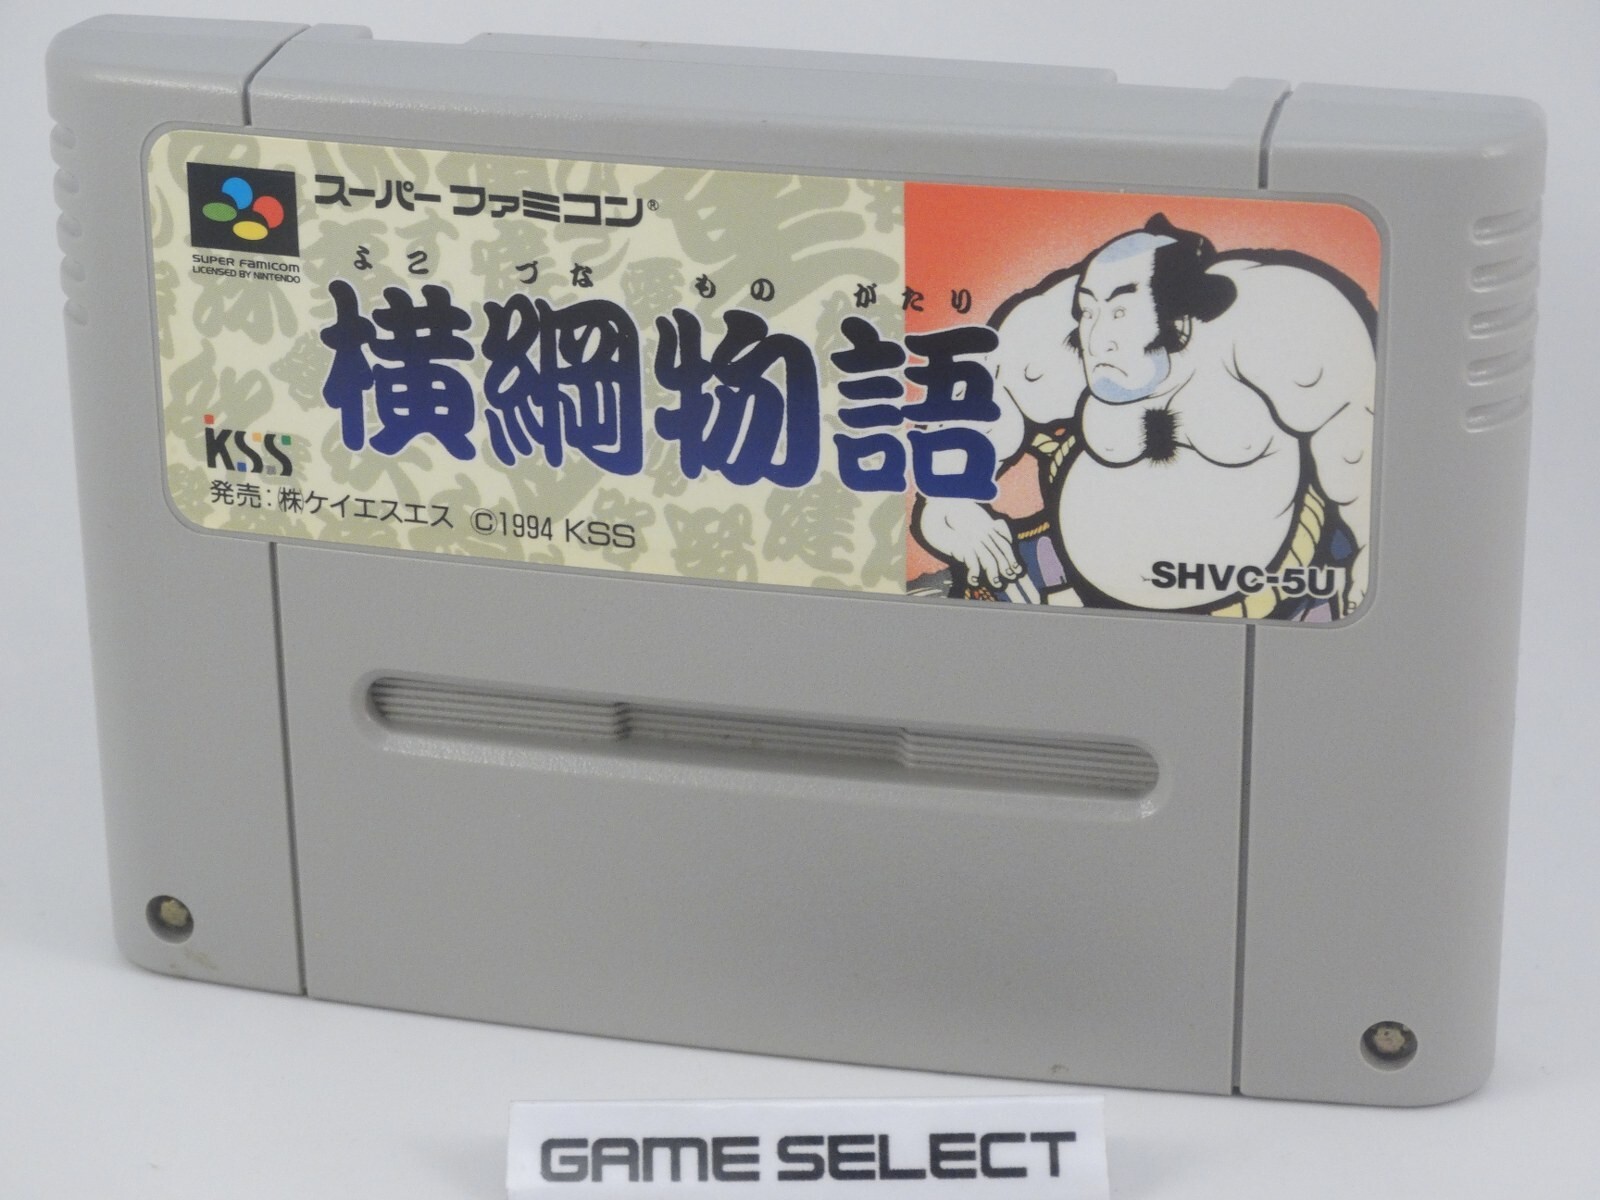 スーパーファミコン®
SUPER FAMICOM
LICENSED BY NINTENDO
よこ づな もの がたり
横綱物語
KSS
発売:㈱ケイエスエス ©1994 KSS
SHVC-5U
GAME SELECT